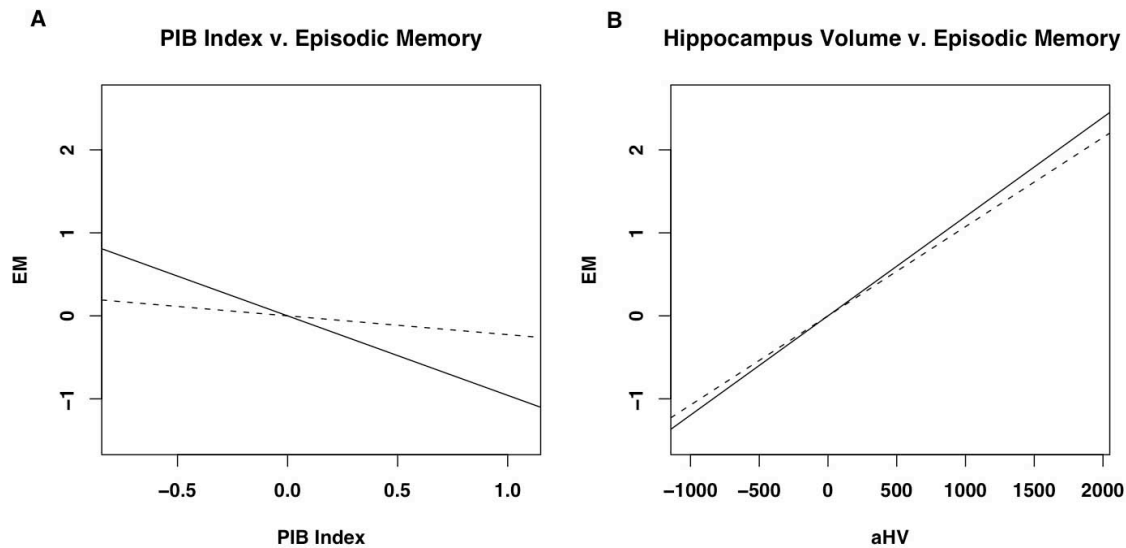 A
PIB Index v. Episodic Memory
EM
2
1
0
−1
−0.5
0.0
0.5
1.0
PIB Index
B
Hippocampus Volume v. Episodic Memory
EM
2
1
0
−1
−1000
−500
0
500
1000
1500
2000
aHV